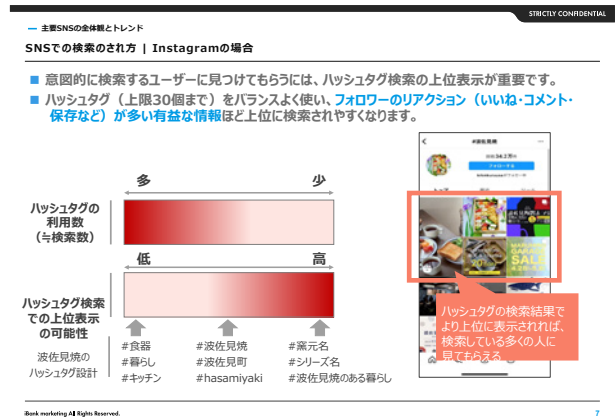 STRICTLY CONFIDENTIAL
主要SNSの全体観とトレンド
SNSでの検索のされ方 | Instagramの場合
■ 意図的に検索するユーザーに見つけてもらうには、ハッシュタグ検索の上位表示が重要です。
■ ハッシュタグ（上限30個まで）をバランスよく使い、フォロワーのリアクション（いいね・コメント・
保存など）が多い有益な情報ほど上位に検索されやすくなります。
多 少
ハッシュタグの
利用数
（≒検索数）
低 高
ハッシュタグ検索
での上位表示
の可能性
波佐見焼の
ハッシュタグ設計
#食器
#暮らし
#キッチン
#波佐見焼
#波佐見町
#hasamiyaki
#窯元名
#シリーズ名
#波佐見焼のある暮らし
#波佐見焼
フォローする
SALE
ハッシュタグの検索結果で
より上位に表示されれば、
検索している多くの人に
見てもらえる
iBank marketing All Rights Reserved.
7